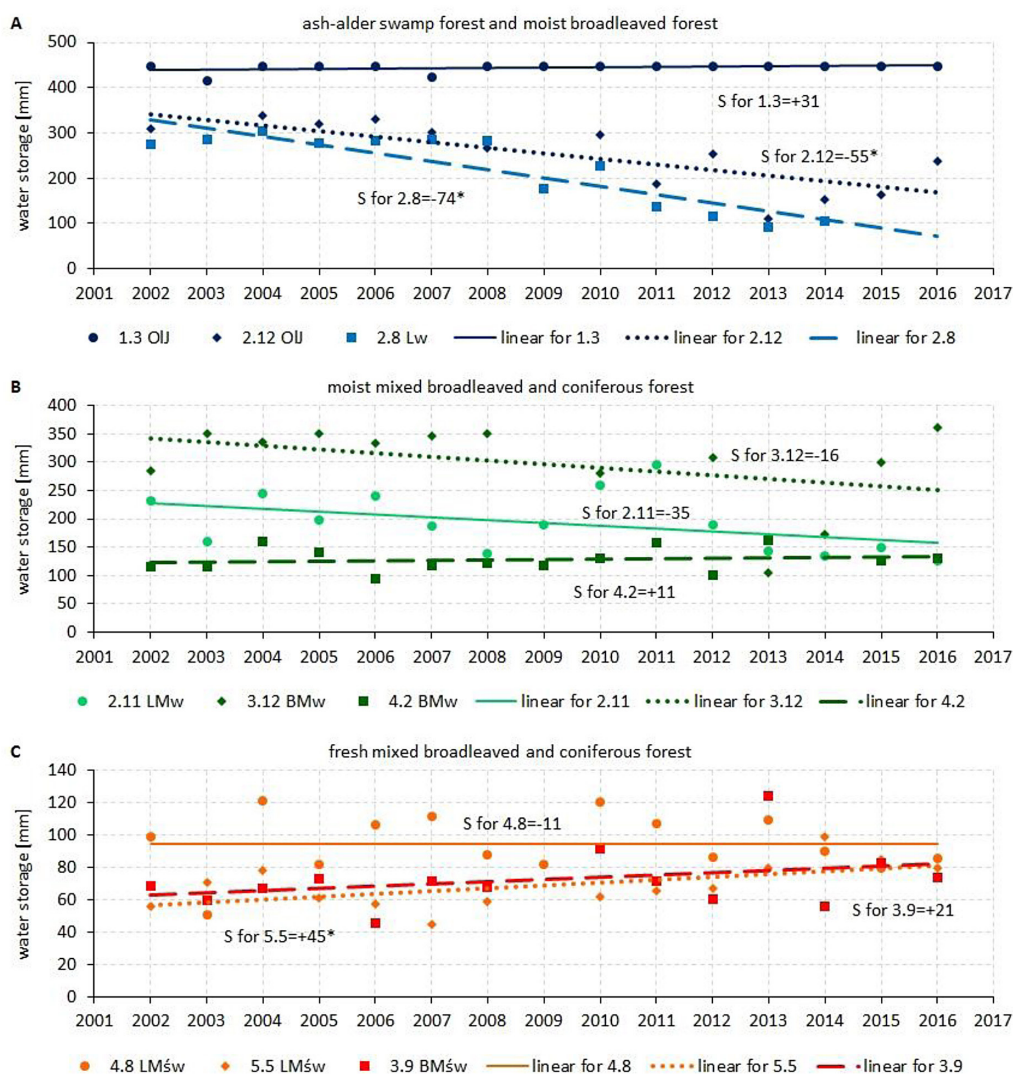 A ash-alder swamp forest and moist broadleaved forest
water storage [mm]
500
400
300
200
100
0
S for 1.3=+31
S for 2.12=-55*
S for 2.8=-74*
2001 2002 2003 2004 2005 2006 2007 2008 2009 2010 2011 2012 2013 2014 2015 2016 2017
1.3 OlJ 2.12 OlJ 2.8 Lw linear for 1.3 linear for 2.12 linear for 2.8
B moist mixed broadleaved and coniferous forest
water storage [mm]
400
350
300
250
200
150
100
50
0
S for 3.12=-16
S for 2.11=-35
S for 4.2=+11
2001 2002 2003 2004 2005 2006 2007 2008 2009 2010 2011 2012 2013 2014 2015 2016 2017
2.11 LMw 3.12 BMw 4.2 BMw linear for 2.11 linear for 3.12 linear for 4.2
C fresh mixed broadleaved and coniferous forest
water storage [mm]
140
120
100
80
60
40
20
0
S for 4.8=-11
S for 3.9=+21
S for 5.5=+45*
2001 2002 2003 2004 2005 2006 2007 2008 2009 2010 2011 2012 2013 2014 2015 2016 2017
4.8 LMśw 5.5 LMśw 3.9 BMśw linear for 4.8 linear for 5.5 linear for 3.9